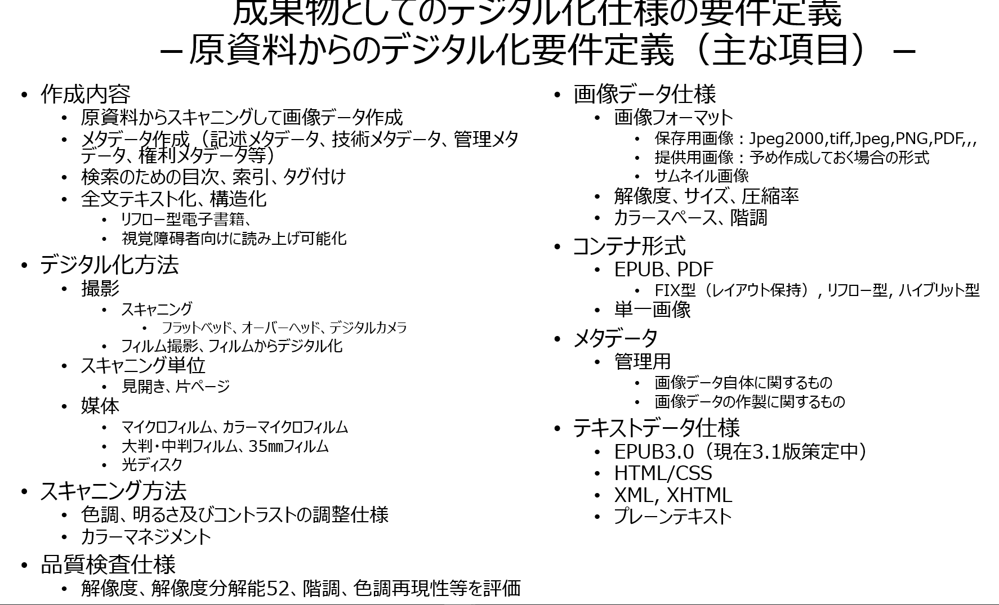 成果物としてのデジタル化仕様の要件定義
－原資料からのデジタル化要件定義（主な項目）－
• 作成内容
• 原資料からスキャニングして画像データ作成
• メタデータ作成（記述メタデータ、技術メタデータ、管理メタ
データ、権利メタデータ等）
• 検索のための目次、索引、タグ付け
• 全文テキスト化、構造化
• リフロー型電子書籍、
• 視覚障碍者向けに読み上げ可能化
• デジタル化方法
• 撮影
• スキャニング
• フラットベッド、オーバーヘッド、デジタルカメラ
• フィルム撮影、フィルムからデジタル化
• スキャニング単位
• 見開き、片ページ
• 媒体
• マイクロフィルム、カラーマイクロフィルム
• 大判・中判フィルム、35㎜フィルム
• 光ディスク
• スキャニング方法
• 色調、明るさ及びコントラストの調整仕様
• カラーマネジメント
• 品質検査仕様
• 解像度、解像度分解能52、階調、色調再現性等を評価
• 画像データ仕様
• 画像フォーマット
• 保存用画像：Jpeg2000,tiff,Jpeg,PNG,PDF,,,
• 提供用画像：予め作成しておく場合の形式
• サムネイル画像
• 解像度、サイズ、圧縮率
• カラースペース、階調
• コンテナ形式
• EPUB、PDF
• FIX型（レイアウト保持）, リフロー型, ハイブリット型
• 単一画像
• メタデータ
• 管理用
• 画像データ自体に関するもの
• 画像データの作製に関するもの
• テキストデータ仕様
• EPUB3.0（現在3.1版策定中）
• HTML/CSS
• XML, XHTML
• プレーンテキスト